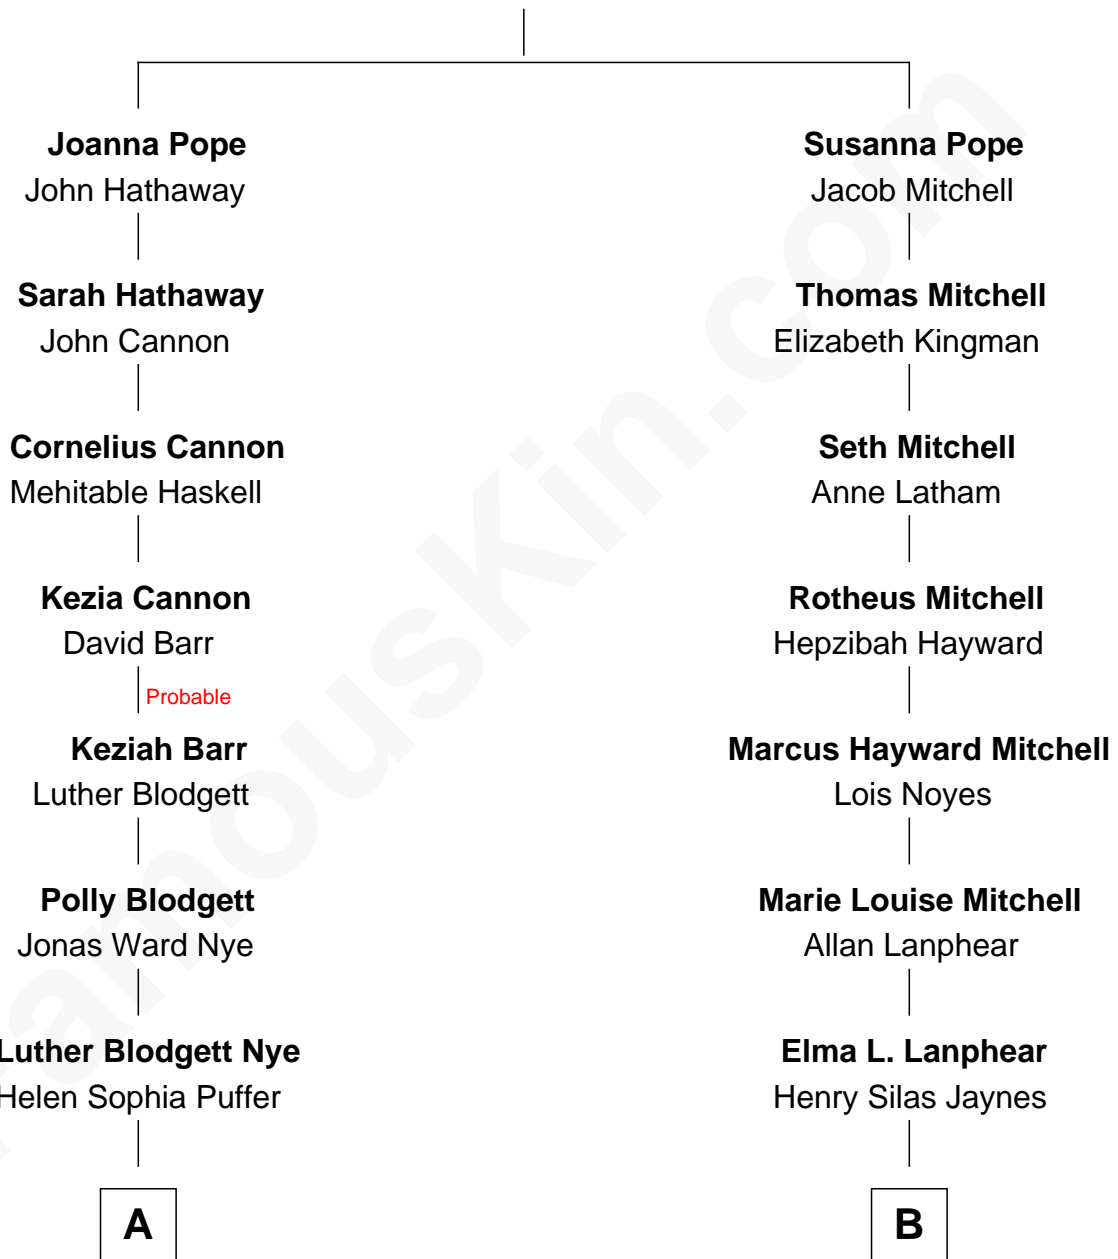 Joanna Pope
John Hathaway
Sarah Hathaway
John Cannon
Cornelius Cannon
Mehitable Haskell
Kezia Cannon
David Barr
Probable
Keziah Barr
Luther Blodgett
Polly Blodgett
Jonas Ward Nye
Luther Blodgett Nye
Helen Sophia Puffer
A
Susanna Pope
Jacob Mitchell
Thomas Mitchell
Elizabeth Kingman
Seth Mitchell
Anne Latham
Rotheus Mitchell
Hepzibah Hayward
Marcus Hayward Mitchell
Lois Noyes
Marie Louise Mitchell
Allan Lanphear
Elma L. Lanphear
Henry Silas Jaynes
B
FamousKin.com